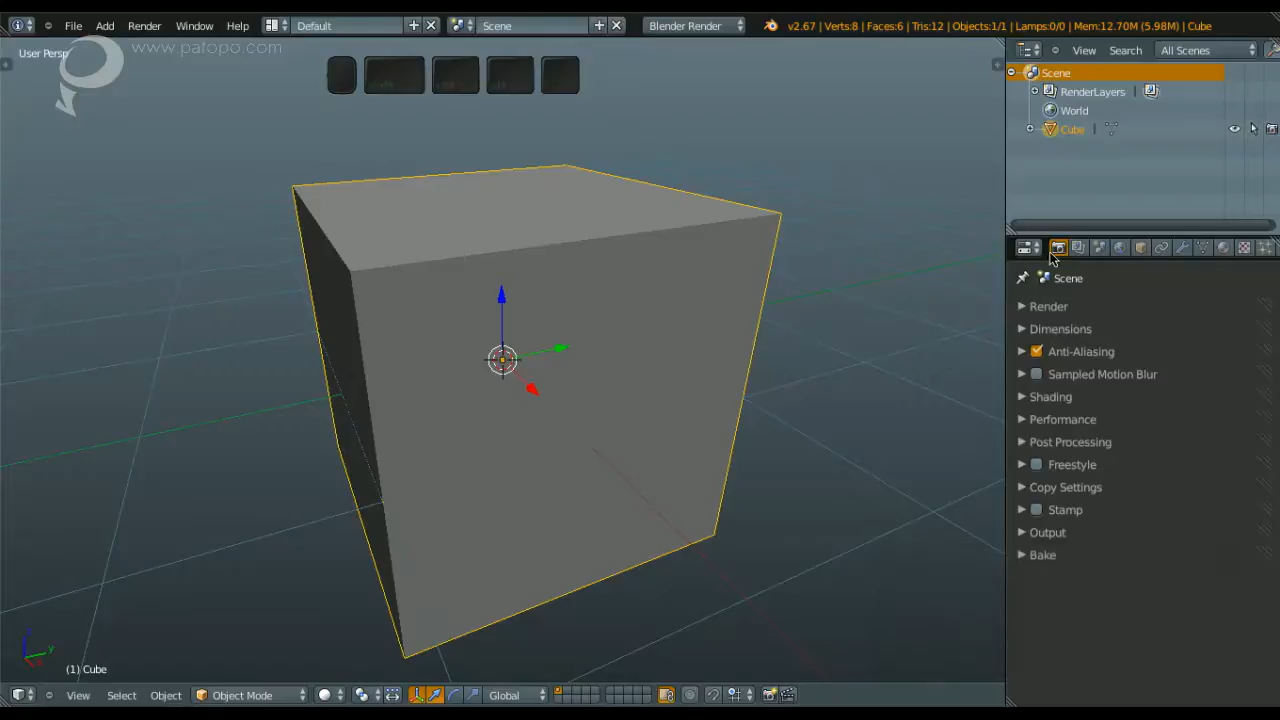 File Add Render Window Help Default Scene Blender Render v2.67 | Verts:8 | Faces:6 | Tris:12 | Objects:1/1 | Lamps:0/0 | Mem:12.70M (5.98M) | Cube
www.patopo.com
User Persp
View Search All Scenes
Scene
RenderLayers |
World
Cube |
Scene
Render
Dimensions
Anti-Aliasing
Sampled Motion Blur
Shading
Performance
Post Processing
Freestyle
Copy Settings
Stamp
Output
Bake
(1) Cube
View Select Object Object Mode Global